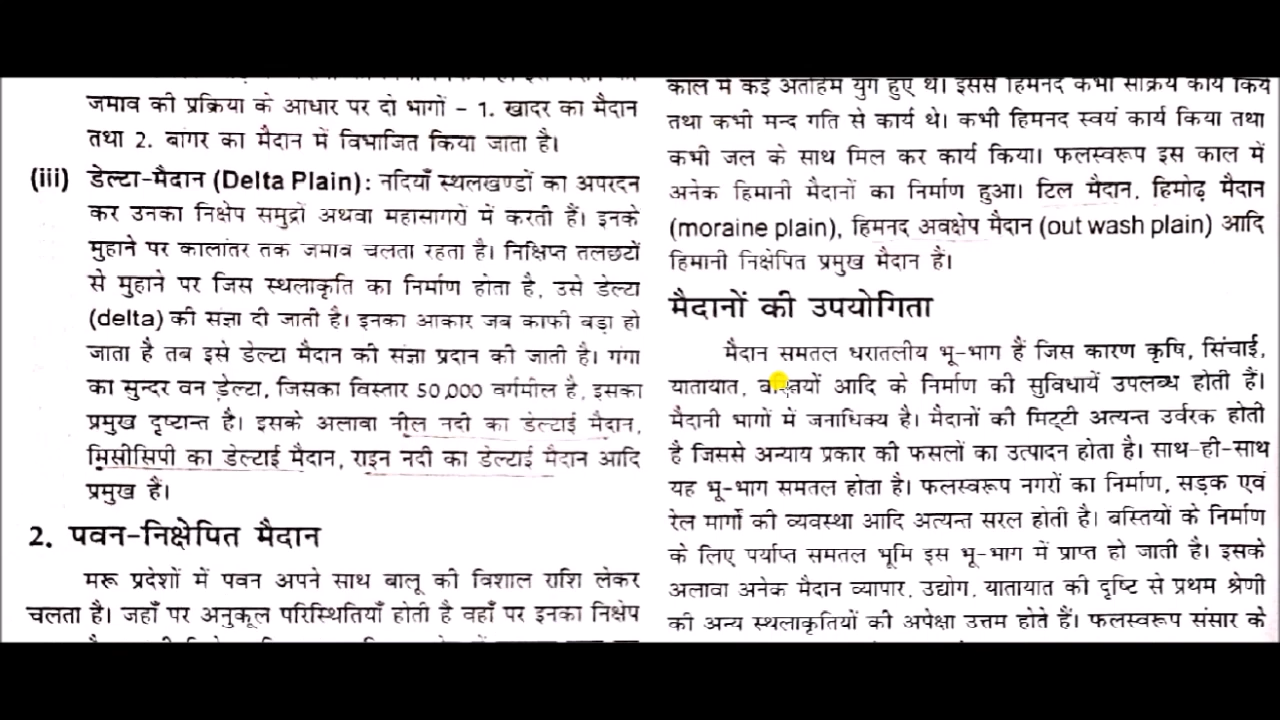 जमाव की प्रक्रिया के आधार पर दो भागों – 1. खादर का मैदान
तथा 2. बांगर का मैदान में विभाजित किया जाता है।
(iii) डेल्टा-मैदान (Delta Plain): नदियाँ स्थलखण्डों का अपरदन
कर उनका निक्षेप समुद्रों अथवा महासागरों में करती हैं। इनके
मुहाने पर कालांतर तक जमाव चलता रहता है। निक्षिप्त तलछटों
से मुहाने पर जिस स्थलाकृति का निर्माण होता है, उसे डेल्टा
(delta) की संज्ञा दी जाती है। इनका आकार जब काफी बड़ा हो
जाता है तब इसे डेल्टा मैदान की संज्ञा प्रदान की जाती है। गंगा
का सुन्दर वन डे़ल्टा, जिसका विस्तार 50,000 वर्गमील है, इसका
प्रमुख दृष्टान्त है। इसके अलावा नील नदी का डेल्टाई मैदान,
मिसीसिपी का डेल्टाई मैदान, राइन नदी का डेल्टाई मैदान आदि
प्रमुख हैं।
2. पवन-निक्षेपित मैदान
मरू प्रदेशों में पवन अपने साथ बालू की विशाल राशि लेकर
चलता है। जहाँ पर अनुकूल परिस्थितियाँ होती है वहाँ पर इनका निक्षेप
काल में कई अंतर्हिम युग हुए थे। इससे हिमनद कभी सक्रिय कार्य किये
तथा कभी मन्द गति से कार्य थे। कभी हिमनद स्वयं कार्य किया तथा
कभी जल के साथ मिल कर कार्य किया। फलस्वरूप इस काल में
अनेक हिमानी मैदानों का निर्माण हुआ। टिल मैदान, हिमोढ़ मैदान
(moraine plain), हिमनद अवक्षेप मैदान (out wash plain) आदि
हिमानी निक्षेपित प्रमुख मैदान हैं।
मैदानों की उपयोगिता
मैदान समतल धरातलीय भू-भाग हैं जिस कारण कृषि, सिंचाई,
यातायात, बस्तियों आदि के निर्माण की सुविधायें उपलब्ध होती हैं।
मैदानी भागों में जनाधिक्य है। मैदानों की मिट्टी अत्यन्त उर्वरक होती
है जिससे अन्याय प्रकार की फसलों का उत्पादन होता है। साथ-ही-साथ
यह भू-भाग समतल होता है। फलस्वरूप नगरों का निर्माण, सड़क एवं
रेल मार्गों की व्यवस्था आदि अत्यन्त सरल होती है। बस्तियों के निर्माण
के लिए पर्याप्त समतल भूमि इस भू-भाग में प्राप्त हो जाती है। इसके
अलावा अनेक मैदान व्यापार, उद्योग, यातायात की दृष्टि से प्रथम श्रेणी
की अन्य स्थलाकृतियों की अपेक्षा उत्तम होते हैं। फलस्वरूप संसार के